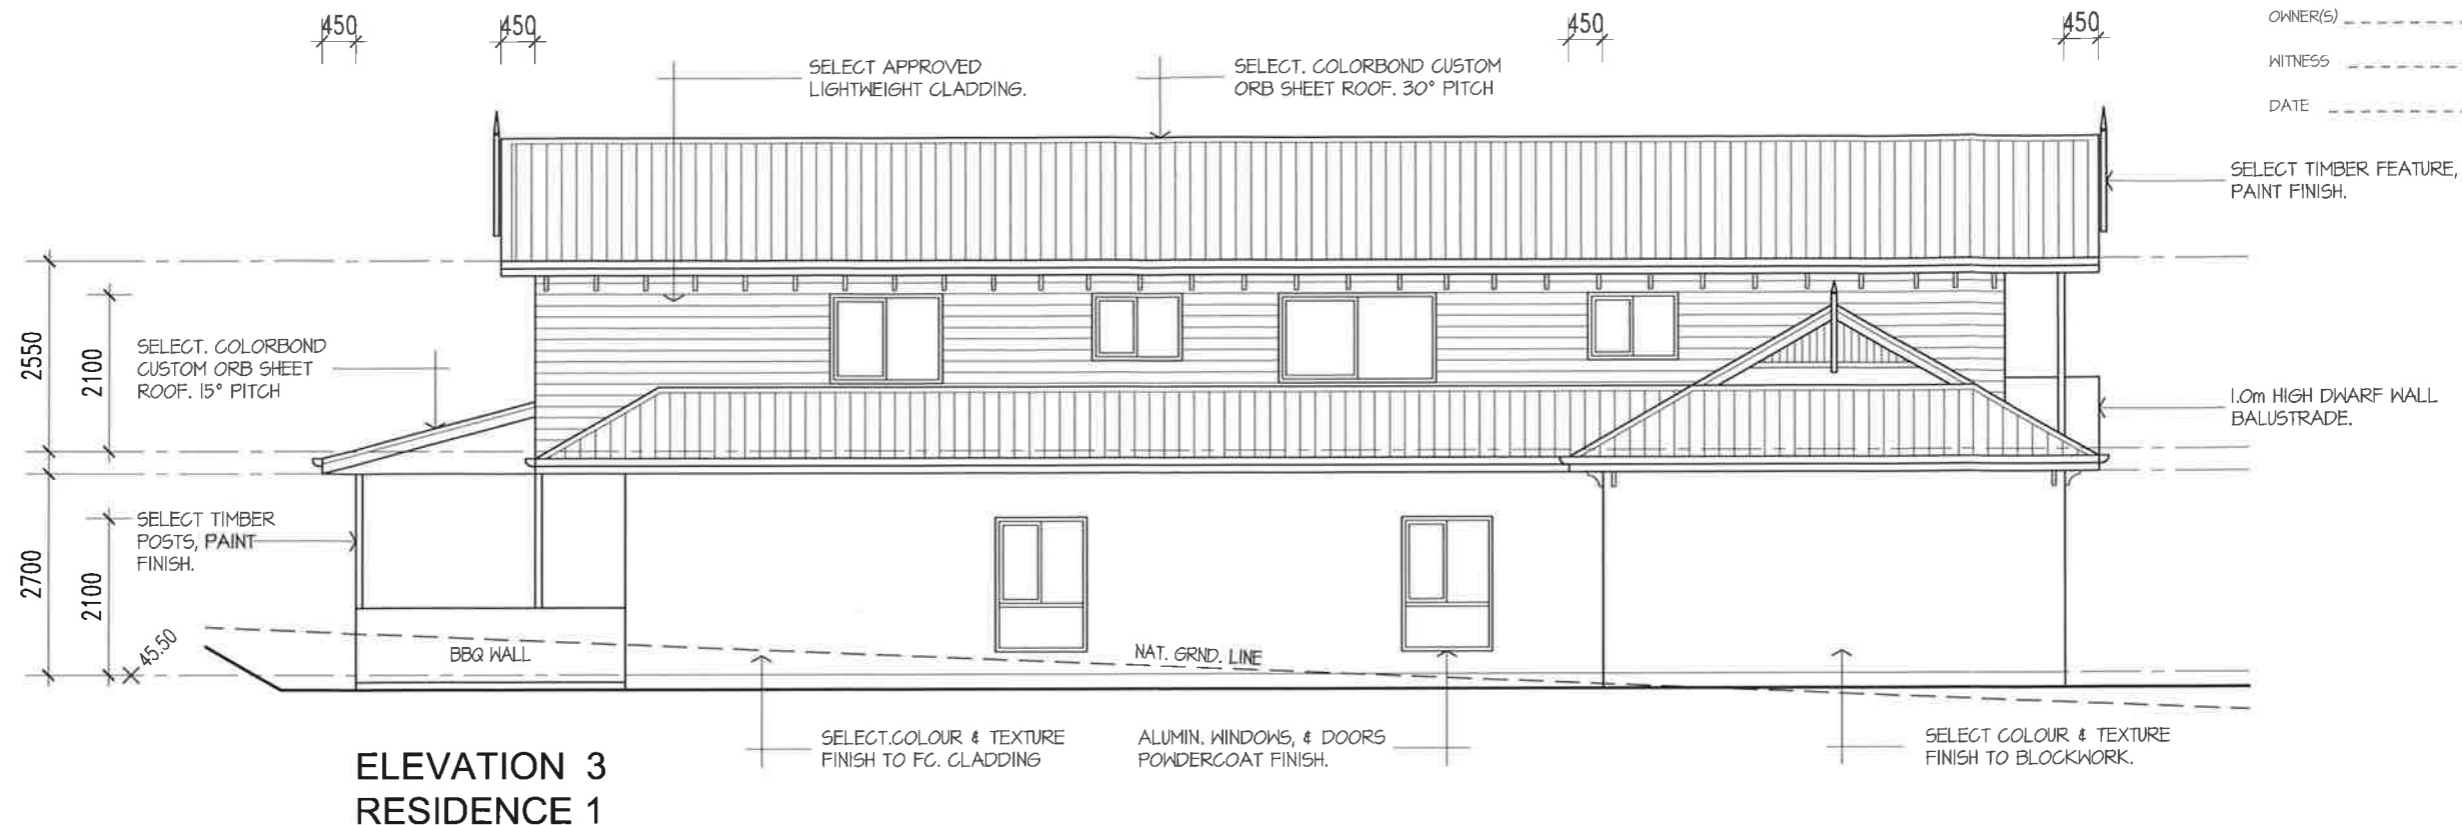 450
450
450
450
OWNER(S)
WITNESS
DATE
SELECT APPROVED
LIGHTWEIGHT CLADDING.
SELECT. COLORBOND CUSTOM
ORB SHEET ROOF. 30° PITCH
SELECT TIMBER FEATURE,
PAINT FINISH.
2550
2100
SELECT. COLORBOND
CUSTOM ORB SHEET
ROOF. 15° PITCH
1.0m HIGH DWARF WALL
BALUSTRADE.
2700
2100
SELECT TIMBER
POSTS, PAINT
FINISH.
45.50
BBQ WALL
NAT. GRND. LINE
SELECT.COLOUR & TEXTURE
FINISH TO FC. CLADDING
ALUMIN. WINDOWS, & DOORS
POWDERCOAT FINISH.
SELECT COLOUR & TEXTURE
FINISH TO BLOCKWORK.
ELEVATION 3
RESIDENCE 1